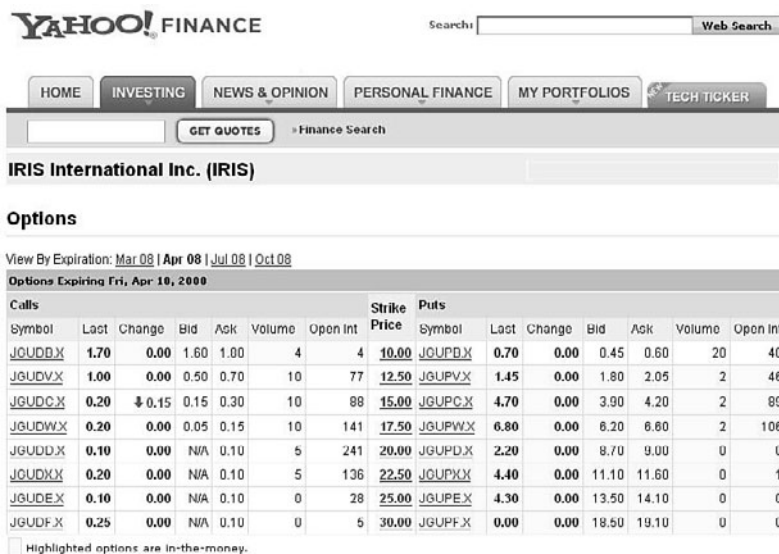 YAHOO! FINANCE
Search: Web Search
HOME INVESTING NEWS & OPINION PERSONAL FINANCE MY PORTFOLIOS NEW TECH TICKER
GET QUOTES » Finance Search
IRIS International Inc. (IRIS)
Options
View By Expiration: Mar 08 | Apr 08 | Jul 08 | Oct 08
Options Expiring Fri, Apr 18, 2008
Calls Strike Price Puts
Symbol Last Change Bid Ask Volume Open Int Symbol Last Change Bid Ask Volume Open Int
JGUDB.X 1.70 0.00 1.60 1.80 4 4 10.00 JGUPB.X 0.70 0.00 0.45 0.60 20 40
JGUDV.X 1.00 0.00 0.50 0.70 10 77 12.50 JGUPV.X 1.45 0.00 1.80 2.05 2 46
JGUDC.X 0.20 0.15 0.15 0.30 10 88 15.00 JGUPC.X 4.70 0.00 3.90 4.20 2 89
JGUDW.X 0.20 0.00 0.05 0.15 10 141 17.50 JGUPW.X 6.80 0.00 6.20 6.60 2 106
JGUDD.X 0.10 0.00 N/A 0.10 5 241 20.00 JGUPD.X 2.20 0.00 8.70 9.00 0 0
JGUDX.X 0.20 0.00 N/A 0.10 5 136 22.50 JGUPX.X 4.40 0.00 11.10 11.60 0 1
JGUDE.X 0.10 0.00 N/A 0.10 0 28 25.00 JGUPE.X 4.30 0.00 13.50 14.10 0 0
JGUDF.X 0.25 0.00 N/A 0.10 0 5 30.00 JGUPF.X 0.00 0.00 18.50 19.10 0 0
Highlighted options are in-the-money.